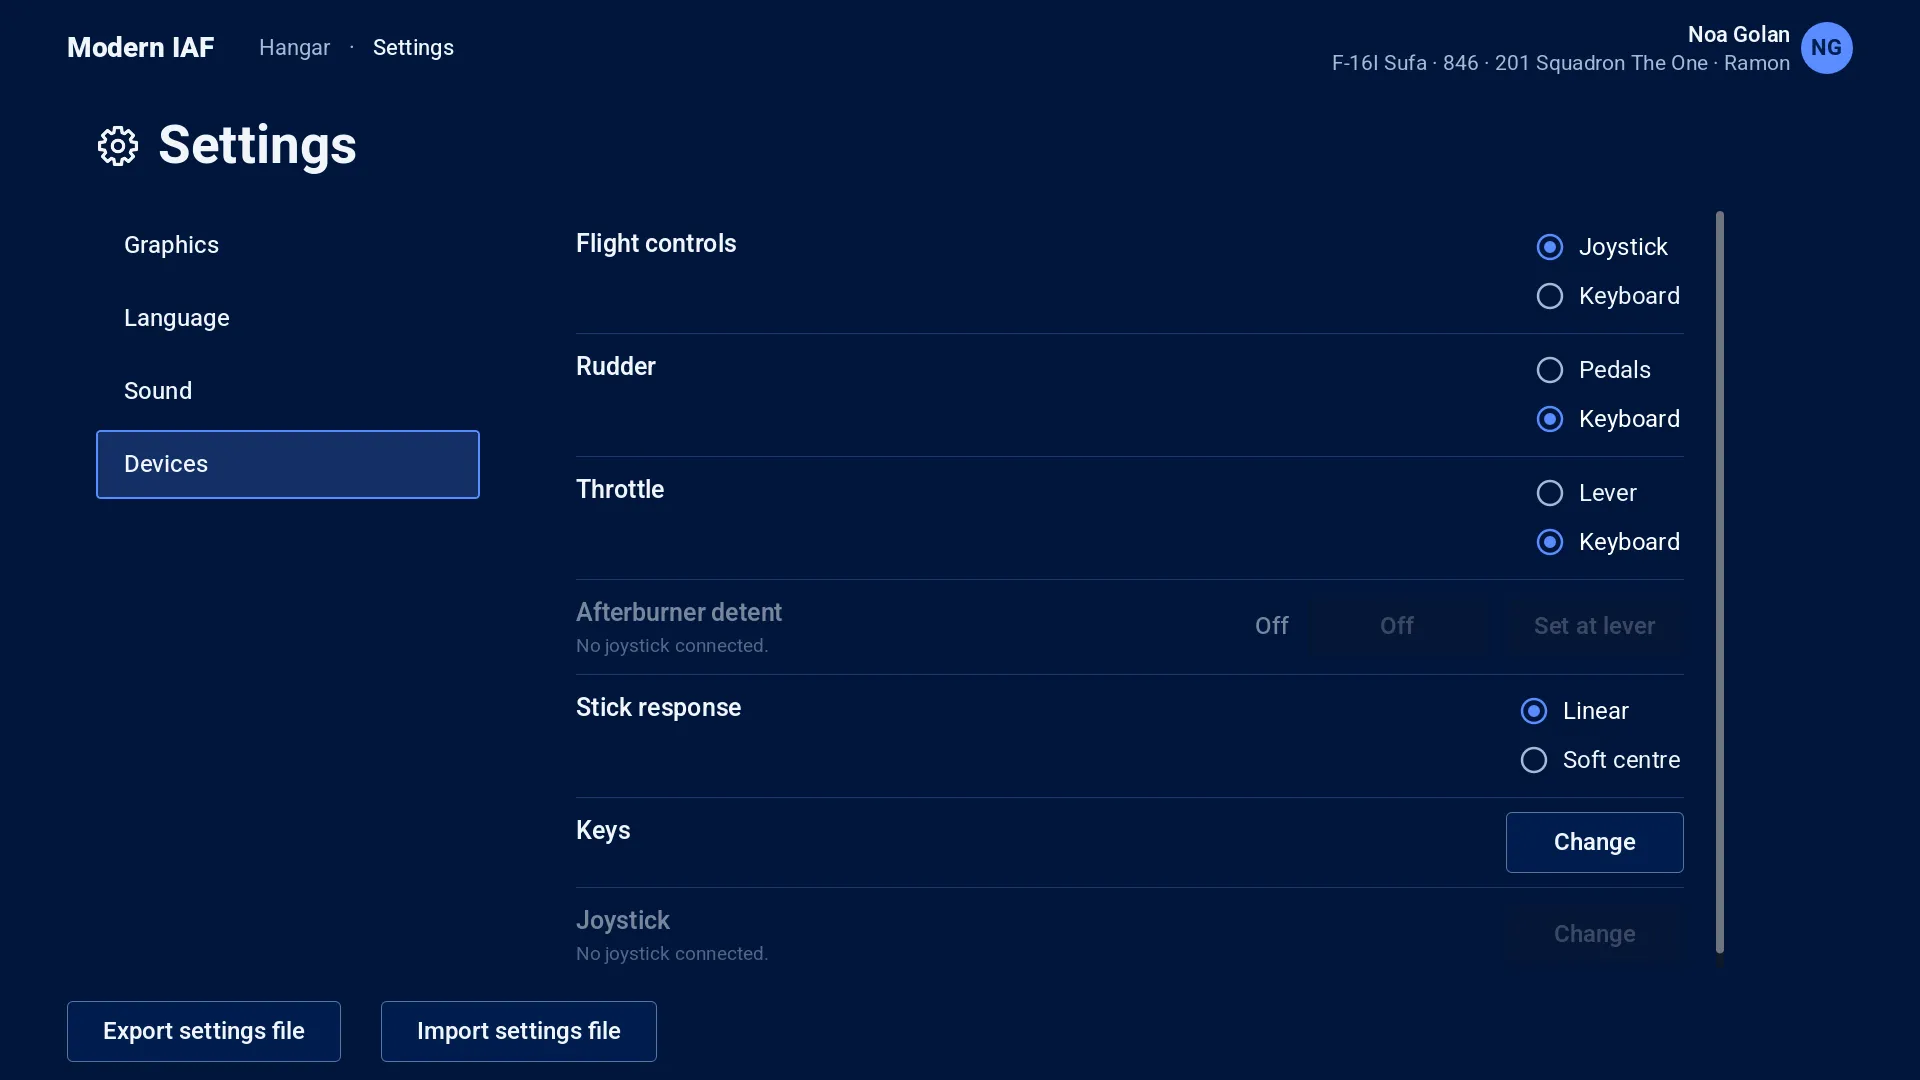 Modern IAF
Hangar · Settings
Noa Golan
F-16I Sufa · 846 · 201 Squadron The One · Ramon
NG
Settings
Graphics
Language
Sound
Devices
Flight controls
Joystick
Keyboard
Rudder
Pedals
Keyboard
Throttle
Lever
Keyboard
Afterburner detent
No joystick connected.
Off
Off
Set at lever
Stick response
Linear
Soft centre
Keys
Change
Joystick
No joystick connected.
Change
Export settings file
Import settings file